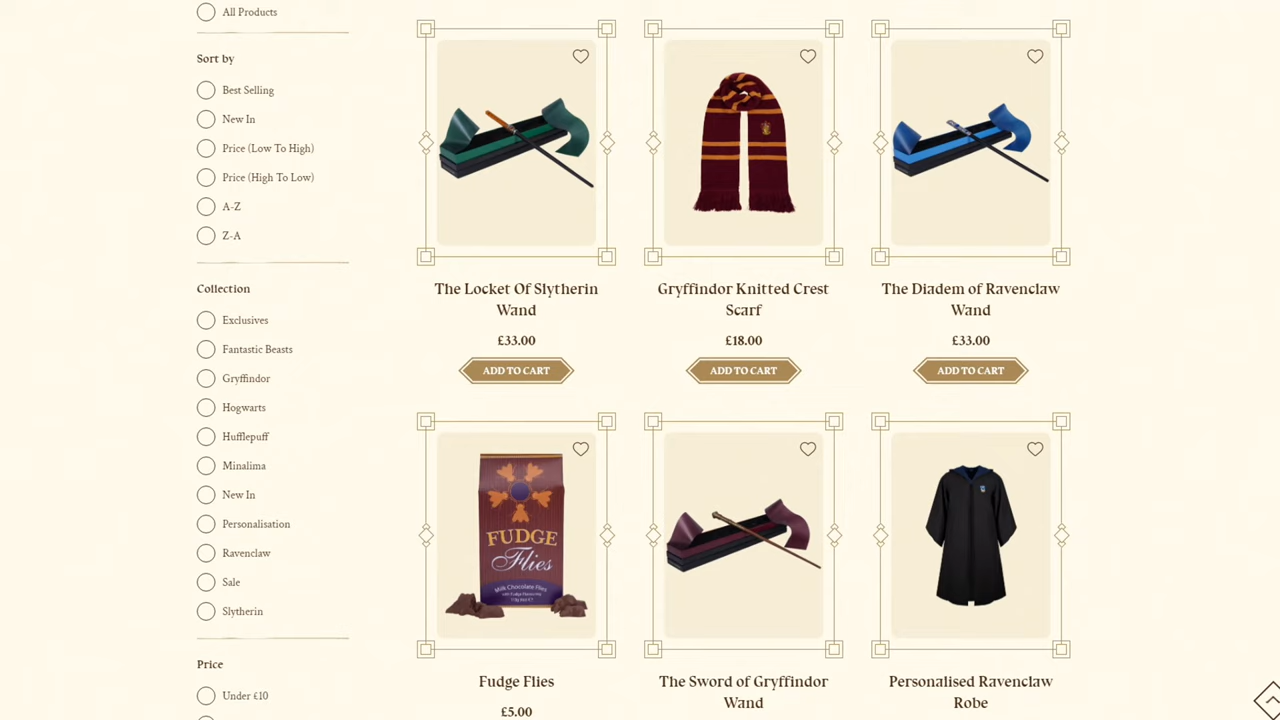 All Products
Sort by
Best Selling
New In
Price (Low To High)
Price (High To Low)
A-Z
Z-A
Collection
Exclusives
Fantastic Beasts
Gryffindor
Hogwarts
Hufflepuff
Minalima
New In
Personalisation
Ravenclaw
Sale
Slytherin
Price
Under £10
The Locket Of Slytherin
Wand
£33.00
ADD TO CART
Gryffindor Knitted Crest
Scarf
£18.00
ADD TO CART
The Diadem of Ravenclaw
Wand
£33.00
ADD TO CART
FUDGE
Flies
Milk Chocolate Flies
Fudge Flies
£5.00
The Sword of Gryffindor
Wand
Personalised Ravenclaw
Robe